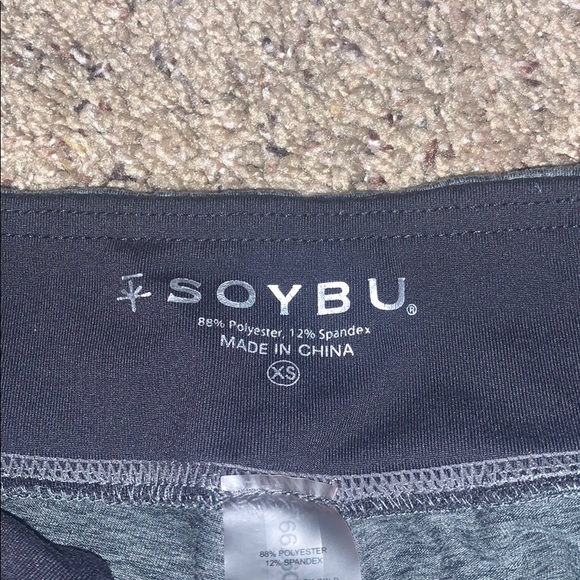 SOYBU®
88% Polyester, 12% Spandex
MADE IN CHINA
XS
88% POLYESTER
12% SPANDEX